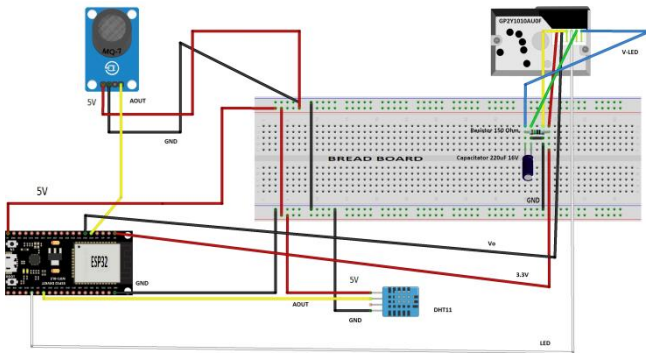 GP2Y1010AU0F
MQ-7
V-LED
5V
AOUT
GND
Resistor 150 Ohm
BREAD BOARD
Capacitator 220uF 16V
5V
GND
Vo
ESP32
3.3V
GND
5V
AOUT
DHT11
GND
LED